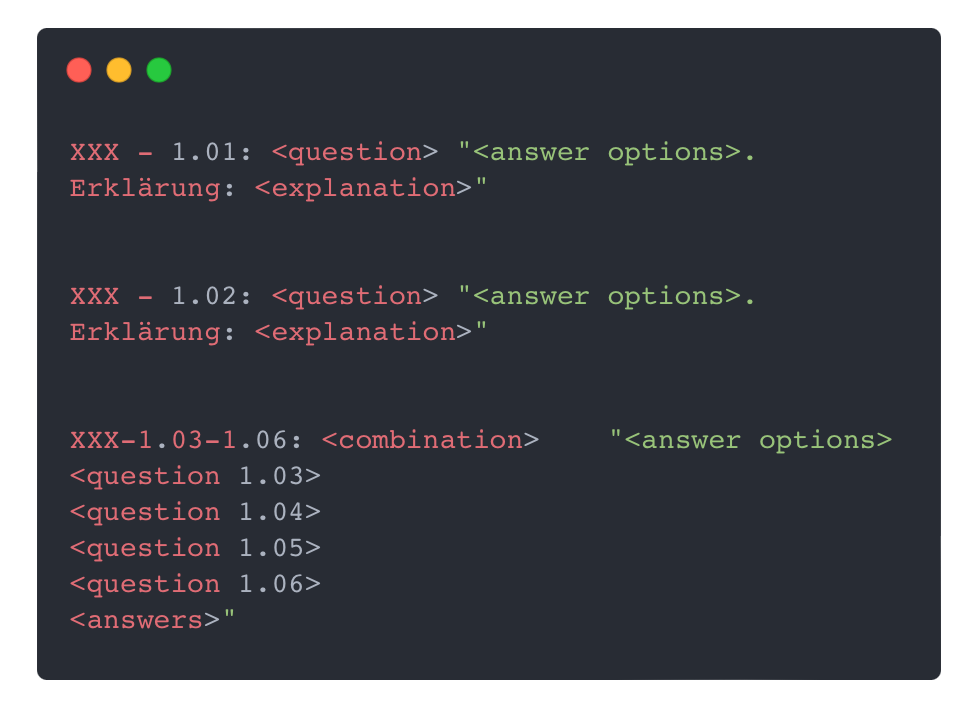 XXX - 1.01: <question> "<answer options>.
Erklärung: <explanation>"
XXX - 1.02: <question> "<answer options>.
Erklärung: <explanation>"
XXX-1.03-1.06: <combination>    "<answer options>
<question 1.03>
<question 1.04>
<question 1.05>
<question 1.06>
<answers>"